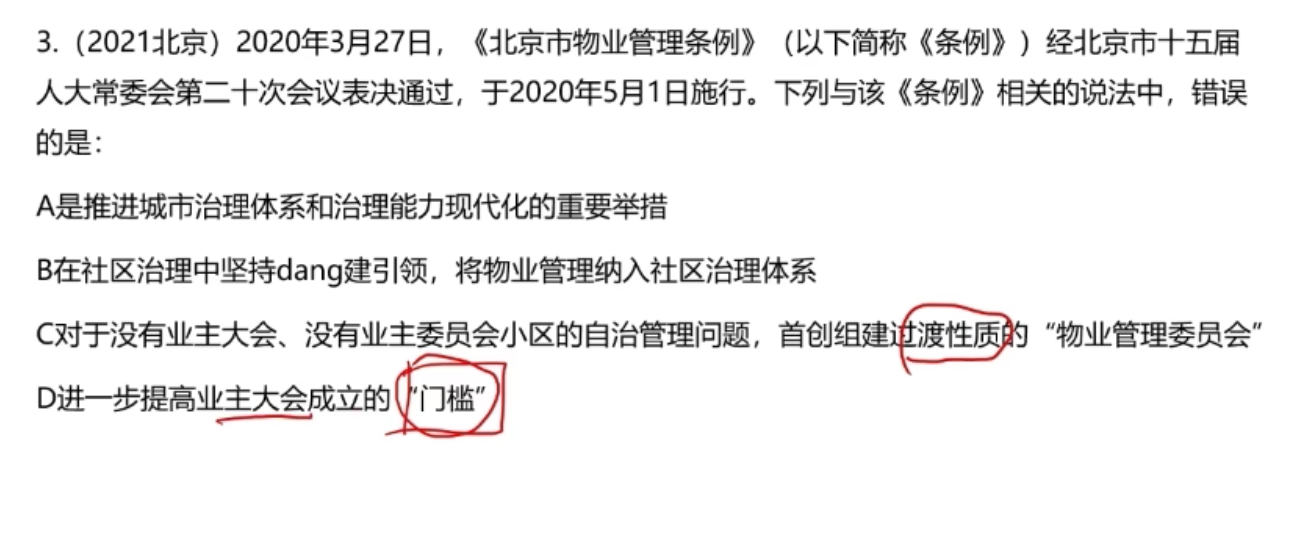 3.（2021北京）2020年3月27日，《北京市物业管理条例》（以下简称《条例》）经北京市十五届
人大常委会第二十次会议表决通过，于2020年5月1日施行。下列与该《条例》相关的说法中，错误
的是：
A是推进城市治理体系和治理能力现代化的重要举措
B在社区治理中坚持dang建引领，将物业管理纳入社区治理体系
C对于没有业主大会、没有业主委员会小区的自治管理问题，首创组建过渡性质的“物业管理委员会”
D进一步提高业主大会成立的“门槛”